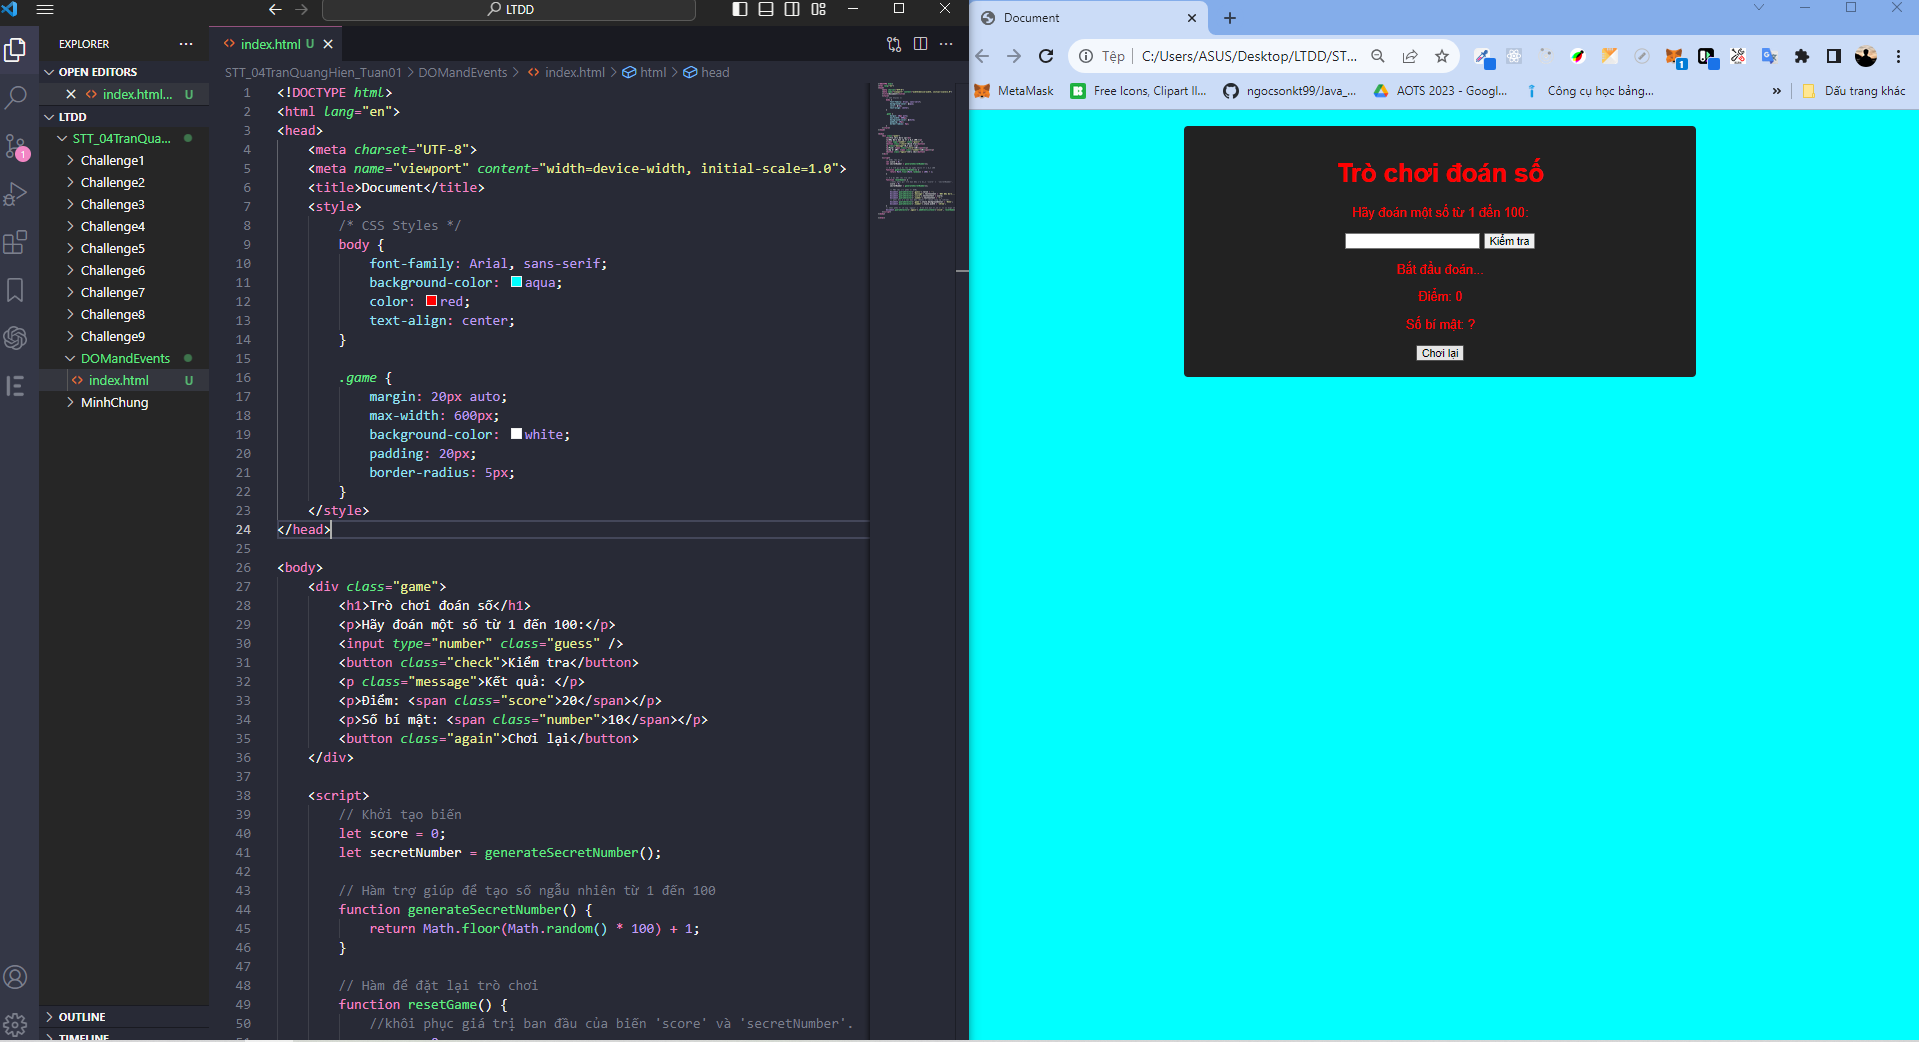 LTDD
EXPLORER
OPEN EDITORS
index.html... U
LTDD
STT_04TranQua...
Challenge1
Challenge2
Challenge3
Challenge4
Challenge5
Challenge6
Challenge7
Challenge8
Challenge9
DOMandEvents
index.html U
MinhChung
OUTLINE
TIMELINE
1
index.html U
STT_04TranQuangHien_Tuan01 > DOMandEvents > index.html > html > head
1 <!DOCTYPE html>
2 <html lang="en">
3 <head>
4 <meta charset="UTF-8">
5 <meta name="viewport" content="width=device-width, initial-scale=1.0">
6 <title>Document</title>
7 <style>
8 /* CSS Styles */
9 body {
10 font-family: Arial, sans-serif;
11 background-color: aqua;
12 color: red;
13 text-align: center;
14 }
15
16 .game {
17 margin: 20px auto;
18 max-width: 600px;
19 background-color: white;
20 padding: 20px;
21 border-radius: 5px;
22 }
23 </style>
24 </head>
25
26 <body>
27 <div class="game">
28 <h1>Trò chơi đoán số</h1>
29 <p>Hãy đoán một số từ 1 đến 100:</p>
30 <input type="number" class="guess" />
31 <button class="check">Kiểm tra</button>
32 <p class="message">Kết quả: </p>
33 <p>Điểm: <span class="score">20</span></p>
34 <p>Số bí mật: <span class="number">10</span></p>
35 <button class="again">Chơi lại</button>
36 </div>
37
38 <script>
39 // Khởi tạo biến
40 let score = 0;
41 let secretNumber = generateSecretNumber();
42
43 // Hàm trợ giúp để tạo số ngẫu nhiên từ 1 đến 100
44 function generateSecretNumber() {
45 return Math.floor(Math.random() * 100) + 1;
46 }
47
48 // Hàm để đặt lại trò chơi
49 function resetGame() {
50 //khôi phục giá trị ban đầu của biến 'score' và 'secretNumber'.
Document
Tệp | C:/Users/ASUS/Desktop/LTDD/ST...
1
MetaMask
Free Icons, Clipart Il...
ngocsonkt99/Java_...
AOTS 2023 - Googl...
Công cụ học bảng...
»
Dấu trang khác
Trò chơi đoán số
Hãy đoán một số từ 1 đến 100:
Kiểm tra
Bắt đầu đoán...
Điểm: 0
Số bí mật: ?
Chơi lại